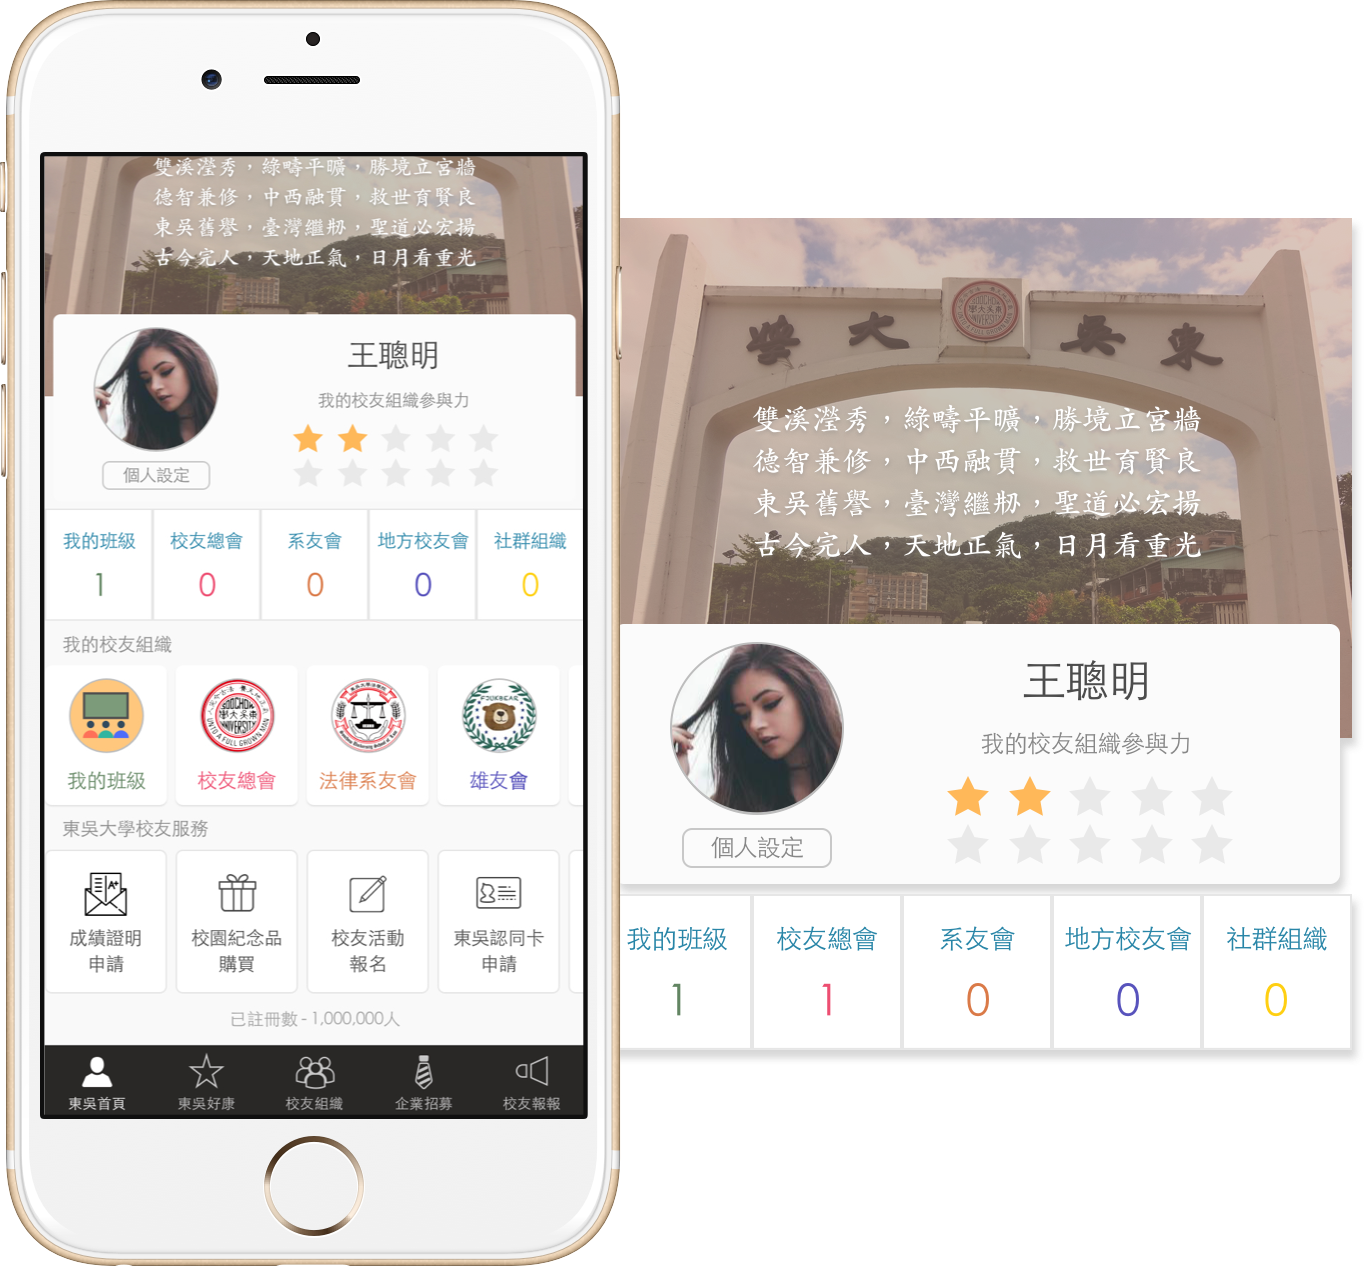 雙溪瀅秀，綠疇平曠，勝境立宮牆
德智兼修，中西融貫，救世育賢良
東吳舊譽，臺灣繼刱，聖道必宏揚
古今完人，天地正氣，日月看重光
王聰明
我的校友組織參與力
個人設定
我的班級 校友總會 系友會 地方校友會 社群組織
1 0 0 0 0
我的校友組織
我的班級 校友總會 法律系友會 雄友會
東吳大學校友服務
A+
成績證明 校園紀念品 校友活動 東吳認同卡
申請 購買 報名 申請
已註冊數 - 1,000,000人
東吳首頁 東吳好康 校友組織 企業招募 校友報報
學大 吳東
SOOCHOW
UNIVERSITY
雙溪瀅秀，綠疇平曠，勝境立宮牆
德智兼修，中西融貫，救世育賢良
東吳舊譽，臺灣繼刱，聖道必宏揚
古今完人，天地正氣，日月看重光
王聰明
我的校友組織參與力
個人設定
我的班級 校友總會 系友會 地方校友會 社群組織
1 1 0 0 0